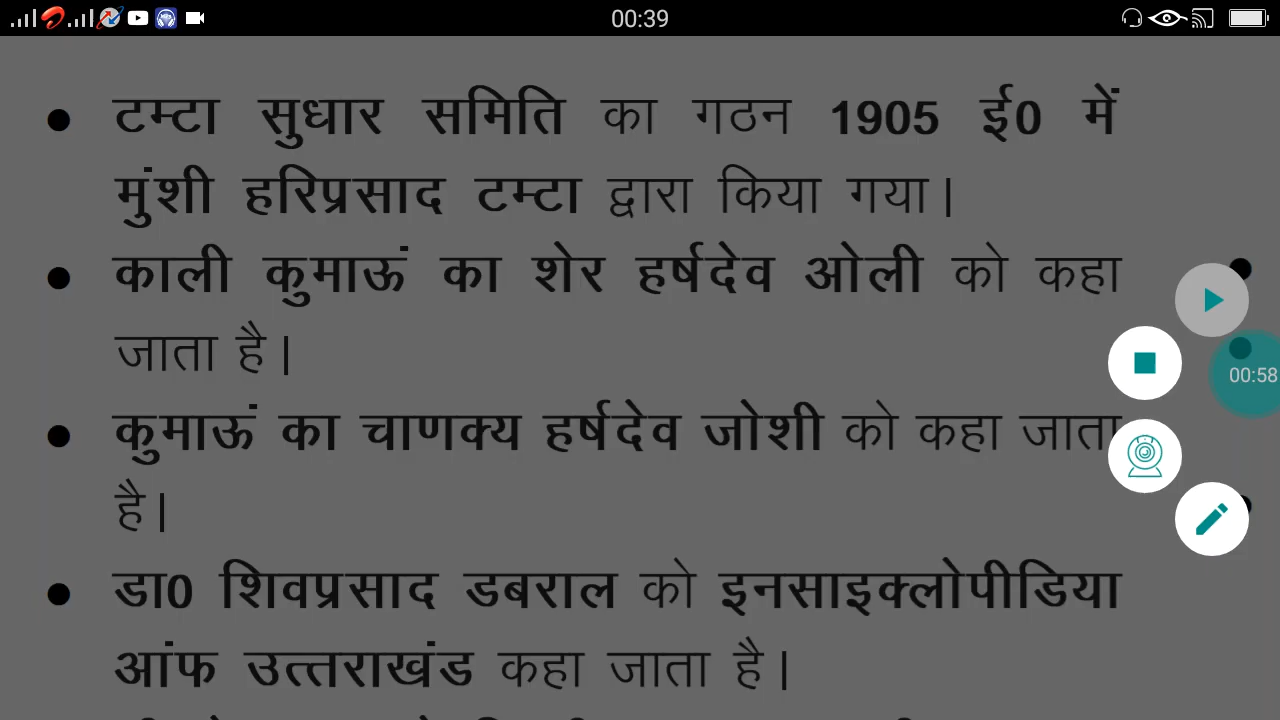 00:39
● टम्टा सुधार समिति का गठन 1905 ई0 में
मुंशी हरिप्रसाद टम्टा द्वारा किया गया।
● काली कुमाऊं का शेर हर्षदेव ओली को कहा
जाता है।
● कुमाऊं का चाणक्य हर्षदेव जोशी को कहा जाता
है।
● डा0 शिवप्रसाद डबराल को इनसाइक्लोपीडिया
आंफ उत्तराखंड कहा जाता है।
00:58